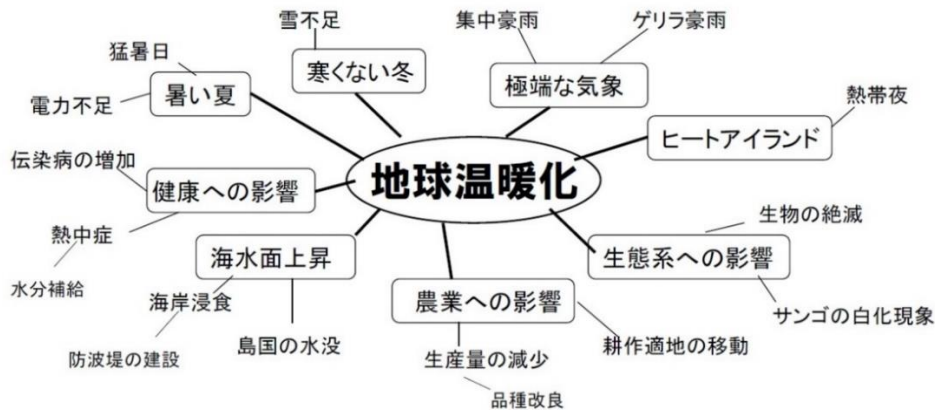 雪不足
集中豪雨
ゲリラ豪雨
猛暑日
寒くない冬
極端な気象
電力不足
暑い夏
熱帯夜
ヒートアイランド
伝染病の増加
健康への影響
地球温暖化
生物の絶滅
熱中症
海水面上昇
生態系への影響
水分補給
海岸浸食
農業への影響
サンゴの白化現象
防波堤の建設
島国の水没
生産量の減少
耕作適地の移動
品種改良